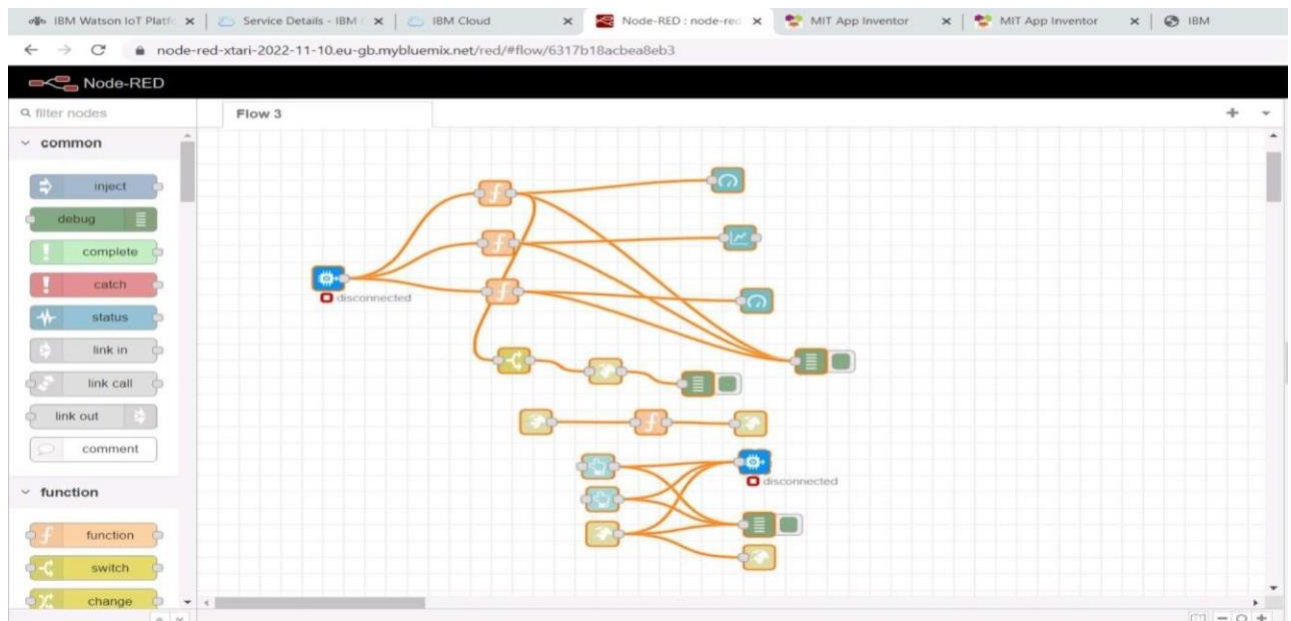 IBM Watson IoT Platfc
Service Details - IBM
IBM Cloud
Node-RED : node-red
MIT App Inventor
MIT App Inventor
IBM
node-red-xtari-2022-11-10.eu-gb.mybluemix.net/red/#flow/6317b18acbea8eb3
Node-RED
filter nodes
Flow 3
common
inject
debug
complete
catch
status
link in
link call
link out
comment
function
function
switch
change
disconnected
disconnected